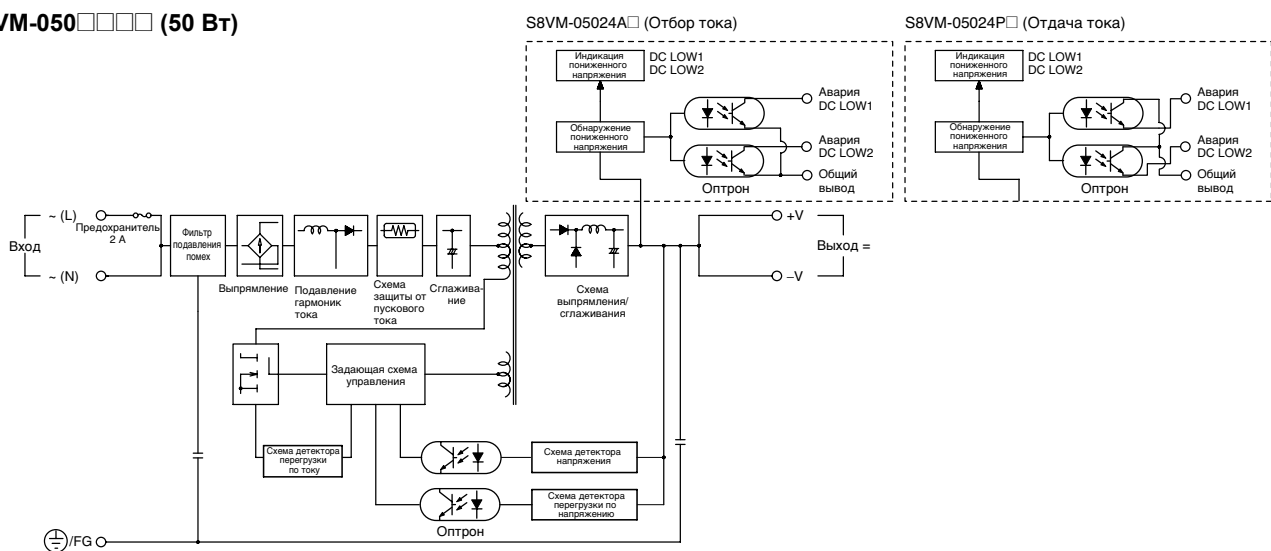 VM-050□□□□ (50 Вт)
S8VM-05024A□ (Отбор тока)
S8VM-05024P□ (Отдача тока)
Индикация
пониженного
напряжения
DC LOW1
DC LOW2
Обнаружение
пониженного
напряжения
Авария
DC LOW1
Авария
DC LOW2
Общий
вывод
Оптрон
Индикация
пониженного
напряжения
DC LOW1
DC LOW2
Обнаружение
пониженного
напряжения
Авария
DC LOW1
Авария
DC LOW2
Общий
вывод
Оптрон
Вход
~ (L)
~ (N)
Предохранитель
2 А
Фильтр
подавления
помех
Выпрямление
Подавление
гармоник
тока
Схема
защиты от
пускового
тока
Сглажива-
ние
Схема
выпрямления/
сглаживания
+V
–V
Выход =
Задающая схема
управления
Схема детектора
перегрузки
по току
Схема детектора
напряжения
Схема детектора
перегрузки по
напряжению
Оптрон
/FG